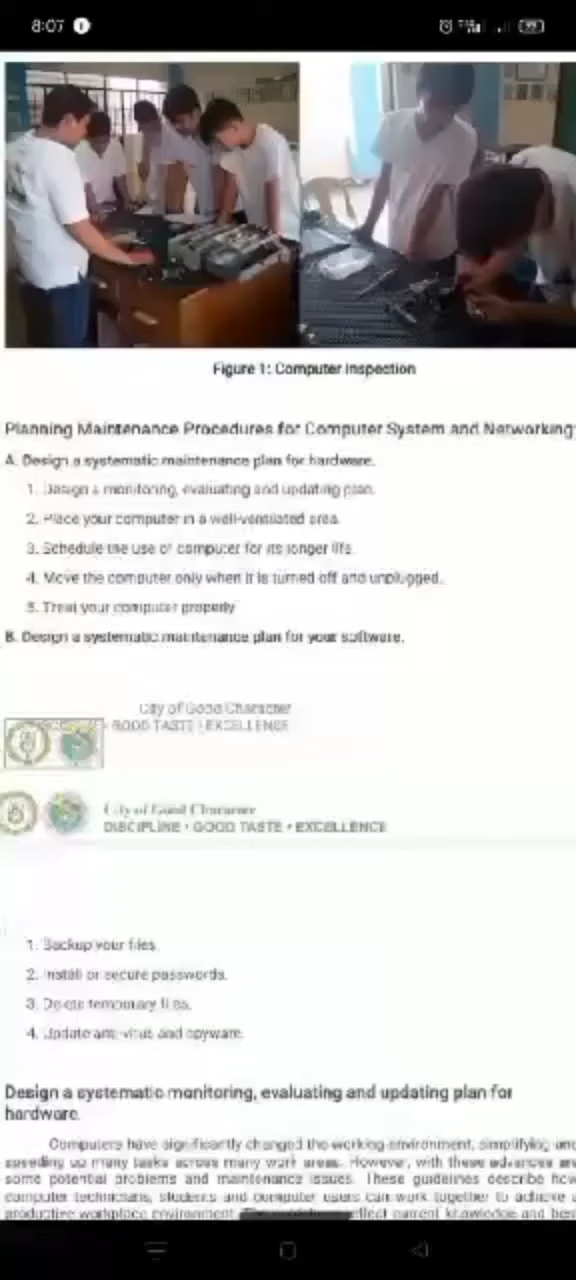 8:07
Figure 1: Computer Inspection
Planning Maintenance Procedures for Computer System and Networking
A. Design a systematic maintenance plan for hardware.
1. Design a monitoring, evaluating and updating plan.
2. Place your computer in a well-ventilated area.
3. Schedule the use of computer for its longer life.
4. Move the computer only when it is turned off and unplugged.
5. Treat your computer properly
B. Design a systematic maintenance plan for your software.
City of Good Character
GOOD TASTE • EXCELLENCE
City of Good Character
DISCIPLINE • GOOD TASTE • EXCELLENCE
1. Backup your files.
2. Install or secure passwords.
3. Delete temporary files.
4. Update anti-virus and spyware.
Design a systematic monitoring, evaluating and updating plan for
hardware.
Computers have significantly changed the working environment, simplifying and
speeding up many tasks across many work areas. However, with these advances are
some potential problems and maintenance issues. These guidelines describe how
computer technicians, students and computer users can work together to achieve a
productive workplace environment. The reflect current knowledge and